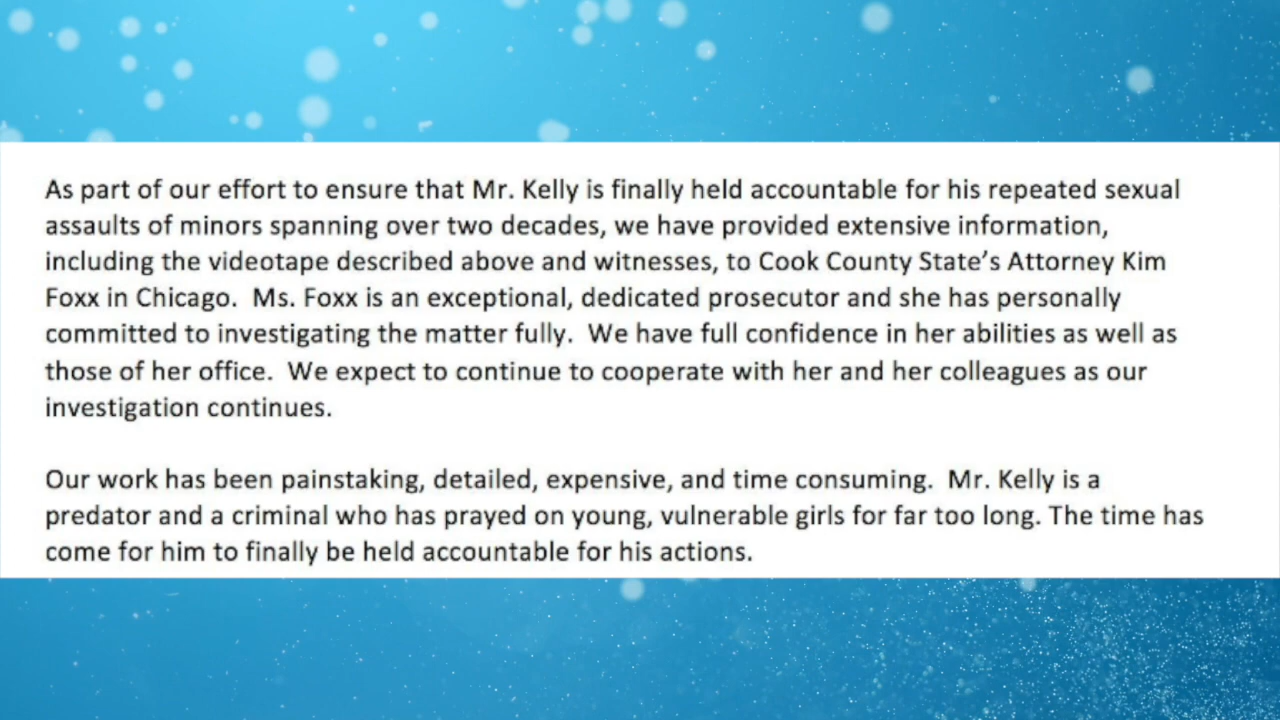 As part of our effort to ensure that Mr. Kelly is finally held accountable for his repeated sexual
assaults of minors spanning over two decades, we have provided extensive information,
including the videotape described above and witnesses, to Cook County State’s Attorney Kim
Foxx in Chicago.  Ms. Foxx is an exceptional, dedicated prosecutor and she has personally
committed to investigating the matter fully.  We have full confidence in her abilities as well as
those of her office.  We expect to continue to cooperate with her and her colleagues as our
investigation continues.
Our work has been painstaking, detailed, expensive, and time consuming.  Mr. Kelly is a
predator and a criminal who has prayed on young, vulnerable girls for far too long. The time has
come for him to finally be held accountable for his actions.